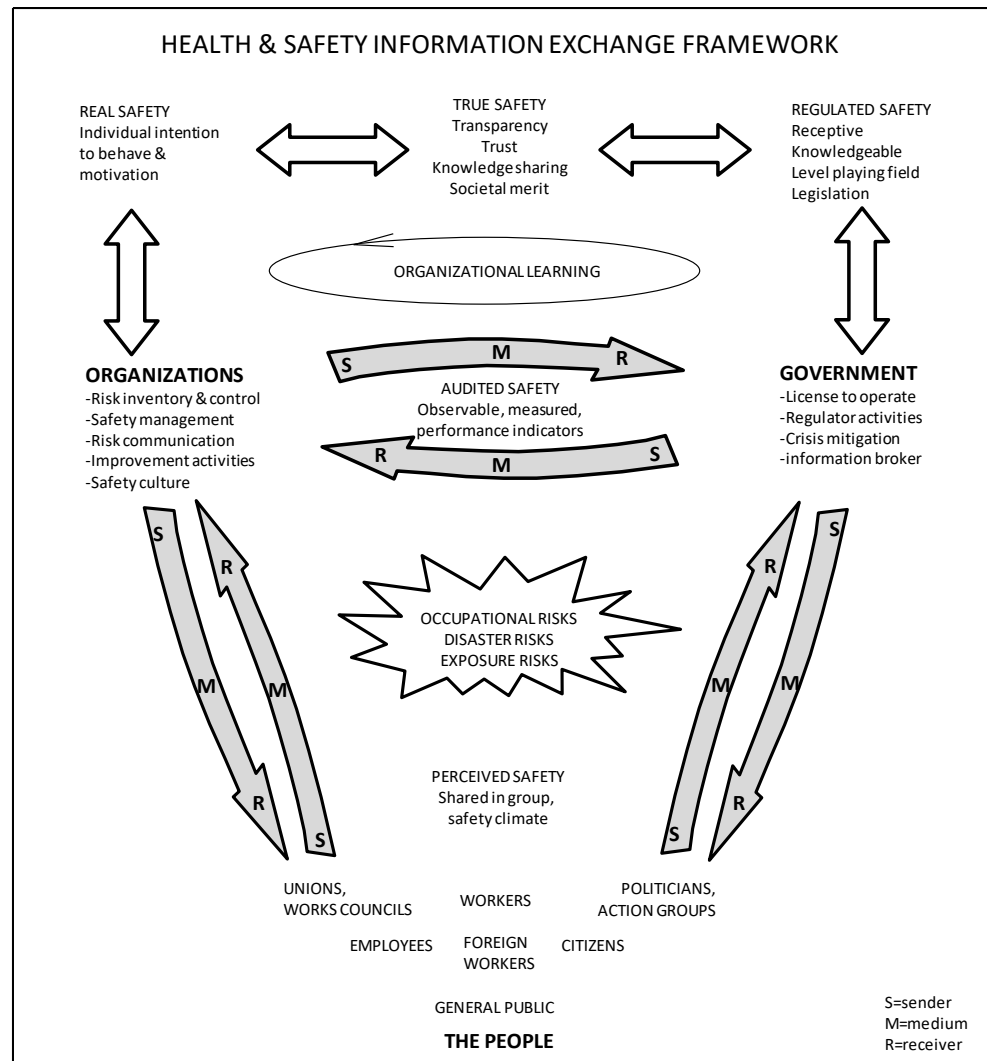 HEALTH & SAFETY INFORMATION EXCHANGE FRAMEWORK
REAL SAFETY
Individual intention
to behave &
motivation
TRUE SAFETY
Transparency
Trust
Knowledge sharing
Societal merit
REGULATED SAFETY
Receptive
Knowledgeable
Level playing field
Legislation
ORGANIZATIONAL LEARNING
S
M
R
ORGANIZATIONS
-Risk inventory & control
-Safety management
-Risk communication
-Improvement activities
-Safety culture
AUDITED SAFETY
Observable, measured,
performance indicators
GOVERNMENT
-License to operate
-Regulator activities
-Crisis mitigation
-information broker
R
M
S
S
M
R
R
M
S
OCCUPATIONAL RISKS
DISASTER RISKS
EXPOSURE RISKS
R
M
S
S
M
R
PERCEIVED SAFETY
Shared in group,
safety climate
UNIONS,
WORKS COUNCILS
WORKERS
POLITICIANS,
ACTION GROUPS
EMPLOYEES
FOREIGN
WORKERS
CITIZENS
GENERAL PUBLIC
THE PEOPLE
S=sender
M=medium
R=receiver